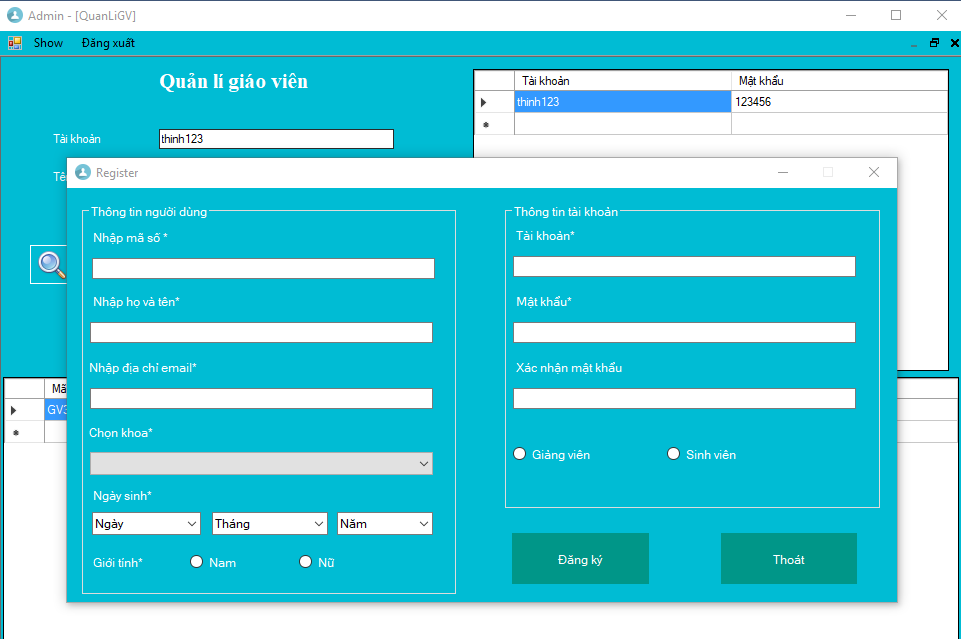 Admin - [QuanLiGV]
Show Đăng xuất
Quản lí giáo viên
Tài khoản Mật khẩu
thinh123 123456
Tài khoản thinh123
Register
Thông tin người dùng
Nhập mã số *
Nhập họ và tên*
Nhập địa chỉ email*
Chọn khoa*
Ngày sinh*
Ngày Tháng Năm
Giới tính* Nam Nữ
Thông tin tài khoản
Tài khoản*
Mật khẩu*
Xác nhận mật khẩu
Giảng viên Sinh viên
Đăng ký Thoát